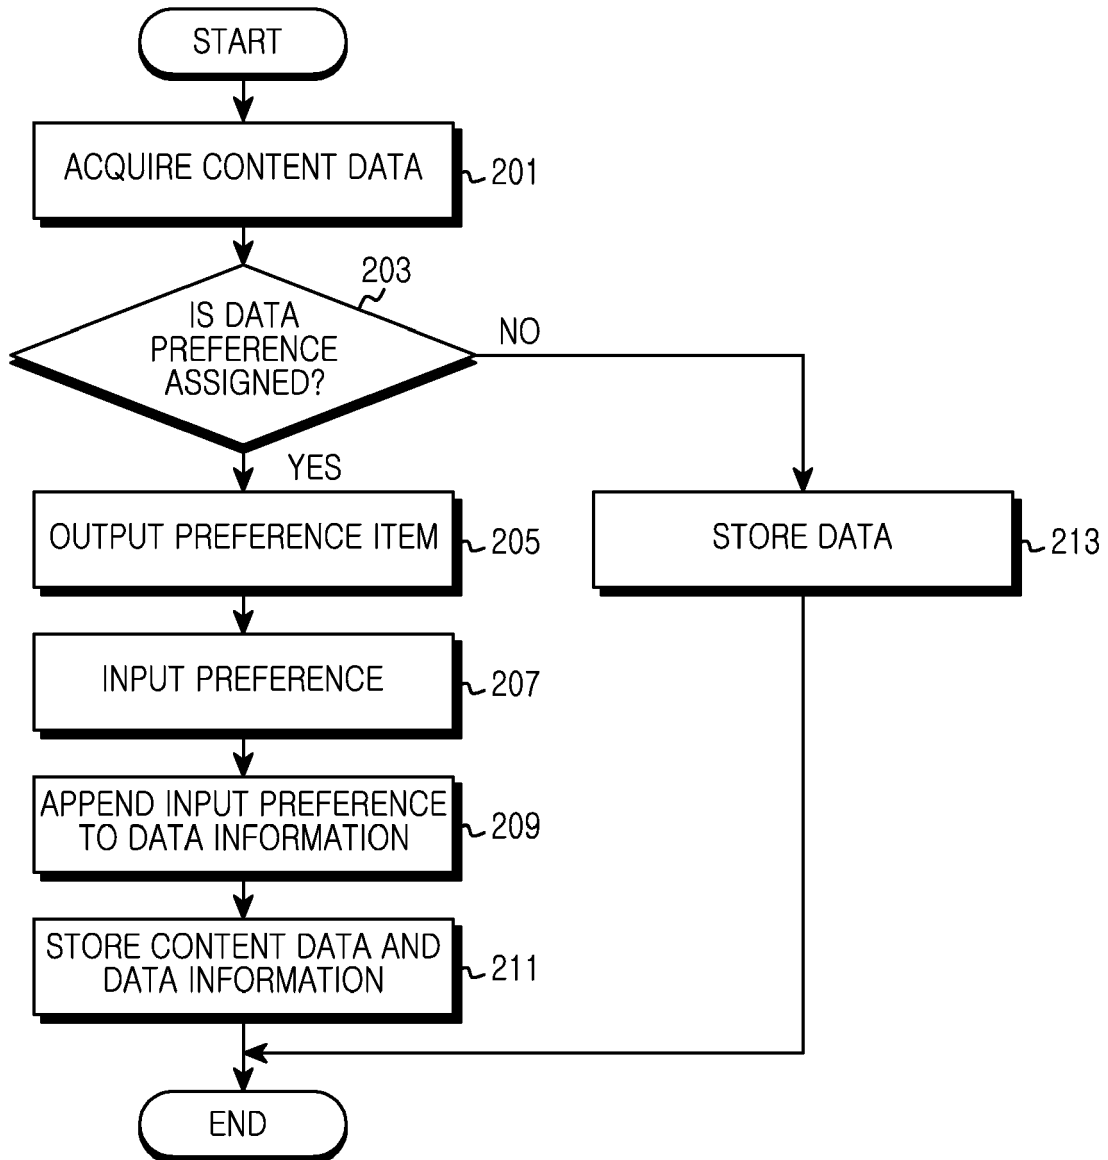 START
ACQUIRE CONTENT DATA
201
203
IS DATA
PREFERENCE
ASSIGNED?
NO
YES
OUTPUT PREFERENCE ITEM
205
STORE DATA
213
INPUT PREFERENCE
207
APPEND INPUT PREFERENCE
TO DATA INFORMATION
209
STORE CONTENT DATA AND
DATA INFORMATION
211
END